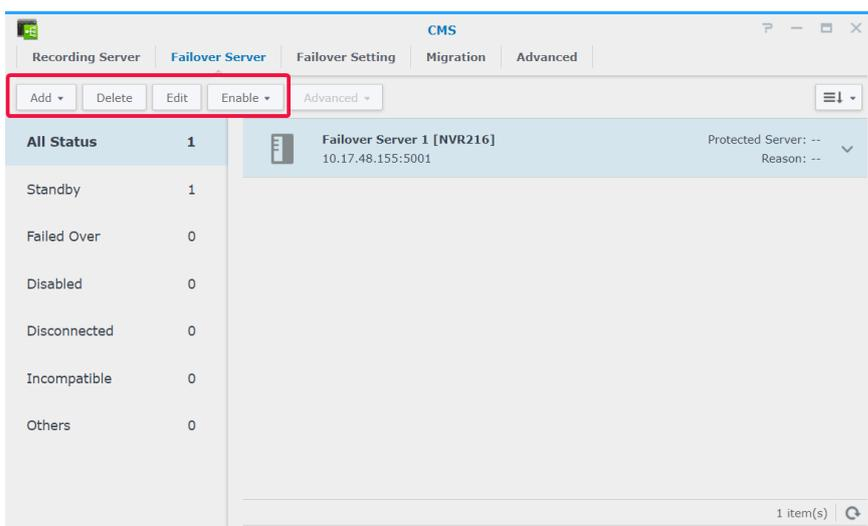 CMS
Recording Server Failover Server Failover Setting Migration Advanced
Add Delete Edit Enable Advanced
All Status 1
Standby 1
Failed Over 0
Disabled 0
Disconnected 0
Incompatible 0
Others 0
Failover Server 1 [NVR216] Protected Server: --
10.17.48.155:5001 Reason: --
1 item(s)